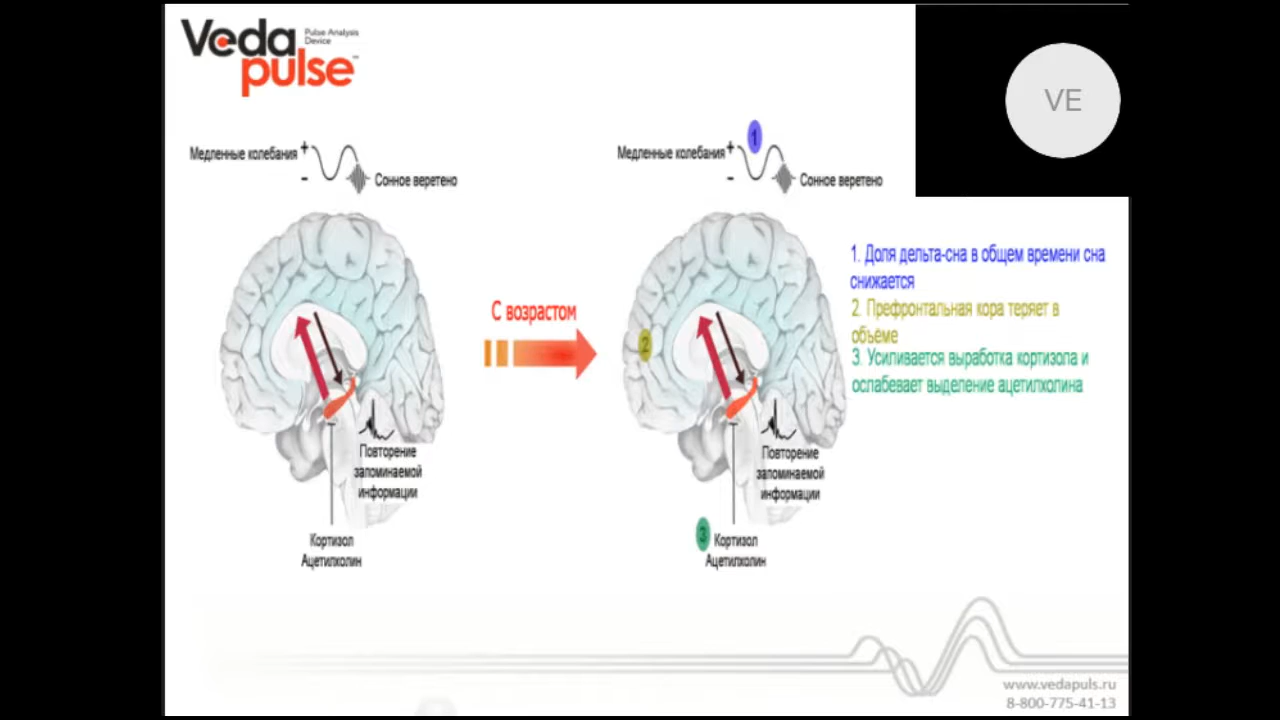 Veda
Pulse Analysis
Device
pulse
VE
Медленные колебания
+
-
Сонное веретено
Медленные колебания
+
-
1
Сонное веретено
С возрастом
2
1. Доля дельта-сна в общем времени сна
снижается
2. Префронтальная кора теряет в
объёме
3. Усиливается выработка кортизола и
ослабевает выделение ацетилхолина
Повторение
запоминаемой
информации
Кортизол
Ацетилхолин
Повторение
запоминаемой
информации
3
Кортизол
Ацетилхолин
www.vedapuls.ru
8-800-775-41-13